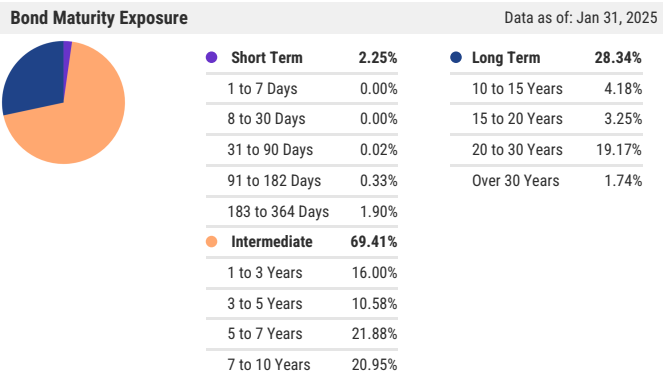 Bond Maturity Exposure Data as of: Jan 31, 2025
Short Term 2.25%
1 to 7 Days 0.00%
8 to 30 Days 0.00%
31 to 90 Days 0.02%
91 to 182 Days 0.33%
183 to 364 Days 1.90%
Intermediate 69.41%
1 to 3 Years 16.00%
3 to 5 Years 10.58%
5 to 7 Years 21.88%
7 to 10 Years 20.95%
Long Term 28.34%
10 to 15 Years 4.18%
15 to 20 Years 3.25%
20 to 30 Years 19.17%
Over 30 Years 1.74%